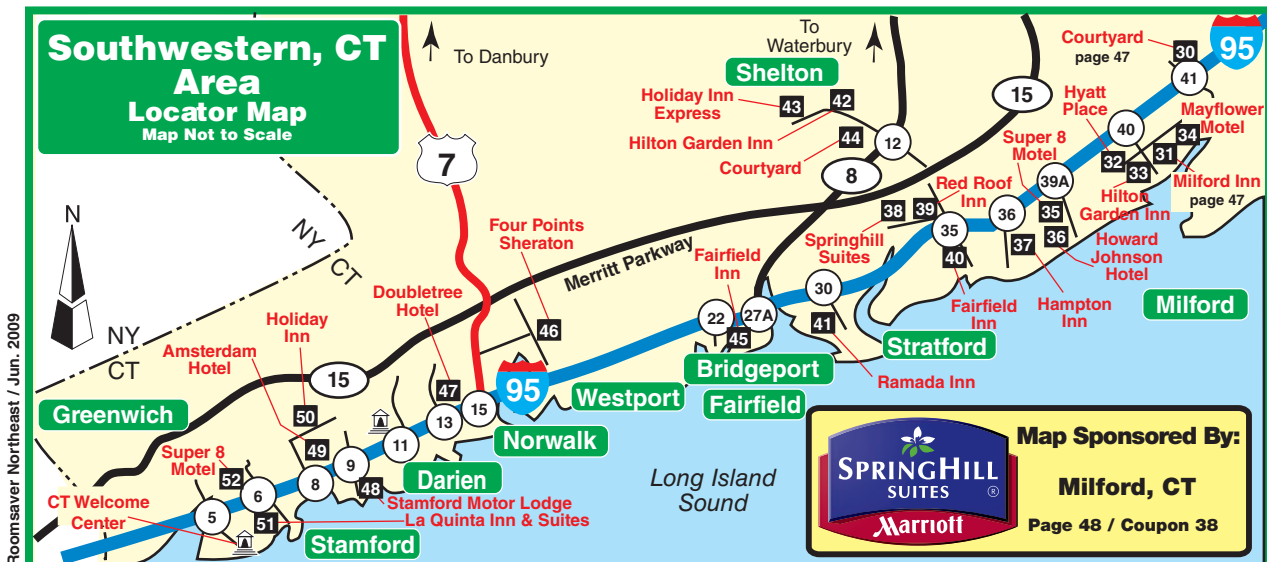 Southwestern, CT
Area
Locator Map
Map Not to Scale
To Danbury
To
Waterbury
Shelton
Courtyard
page 47
30
95
41
Holiday Inn
Express
43
42
Hilton Garden Inn
Courtyard
44
12
8
15
Hyatt
Place
40
Mayflower
Motel
34
31
32
33
Milford Inn
page 47
Hilton
Garden Inn
Super 8
Motel
39A
35
36
Howard
Johnson
Hotel
7
N
NY
CT
NY
CT
Red Roof
Inn
38
39
Springhill
Suites
35
36
37
40
Fairfield
Inn
Hampton
Inn
Milford
Four Points
Sheraton
46
Merritt Parkway
Fairfield
Inn
22
27A
45
30
41
Stratford
Ramada Inn
Bridgeport
Fairfield
Westport
Doubletree
Hotel
47
95
15
13
11
Norwalk
Holiday
Inn
Amsterdam
Hotel
15
50
49
9
8
Greenwich
Super 8
Motel
52
6
5
48
Darien
Stamford Motor Lodge
La Quinta Inn & Suites
51
CT Welcome
Center
Stamford
Long Island
Sound
SPRINGHILL
SUITES
®
Marriott
Map Sponsored By:
Milford, CT
Page 48 / Coupon 38
Roomsaver Northeast / Jun. 2009